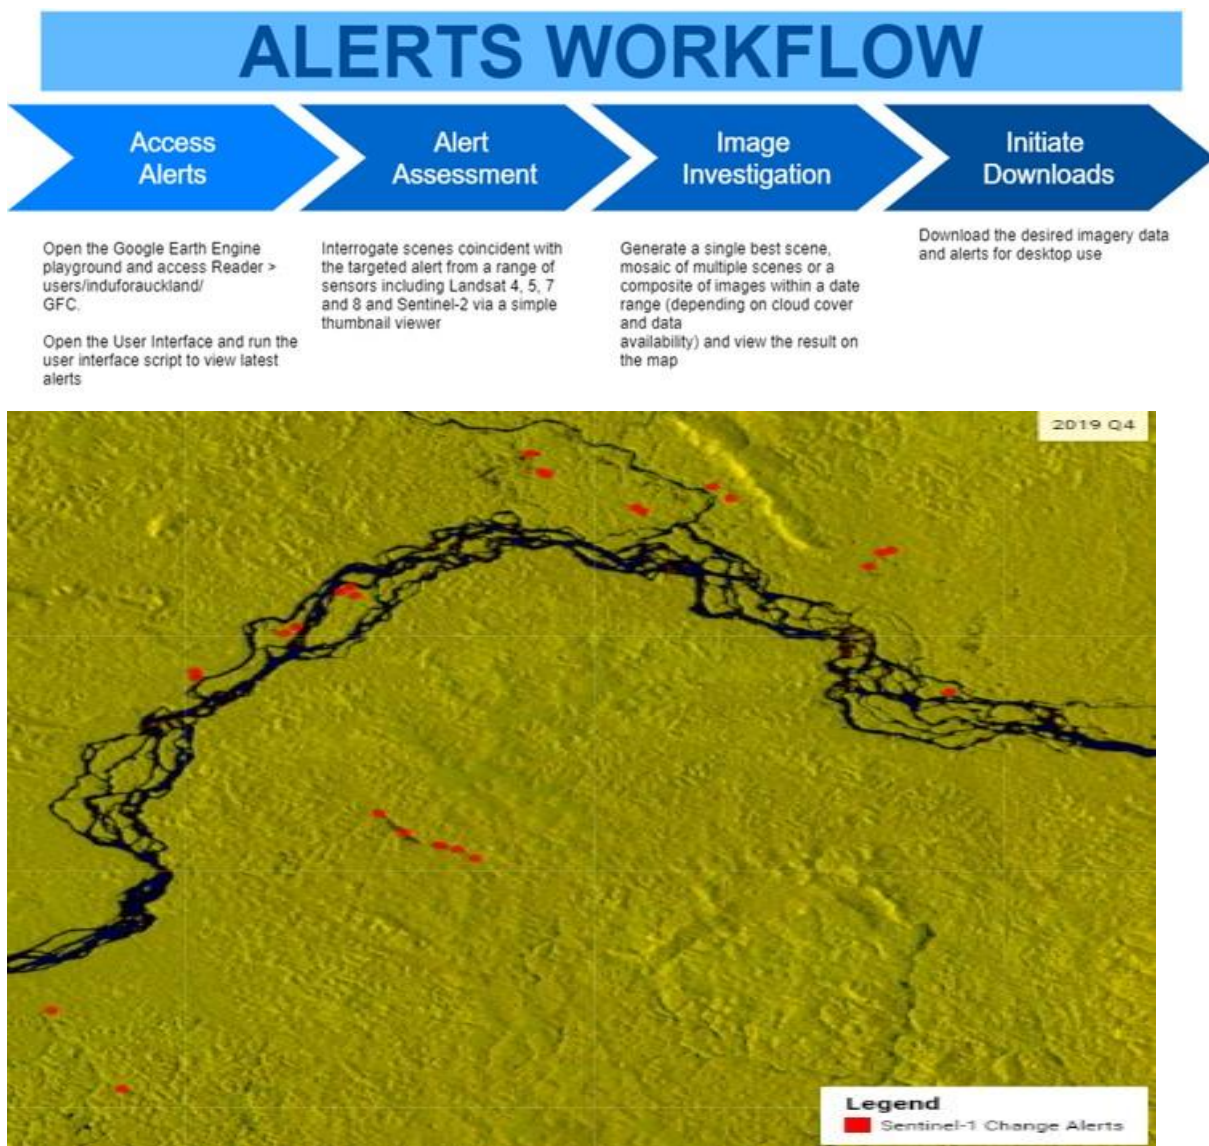 ALERTS WORKFLOW
Access
Alerts
Alert
Assessment
Image
Investigation
Initiate
Downloads
Open the Google Earth Engine
playground and access Reader >
users/induforauckland/
GFC.
Open the User Interface and run the
user interface script to view latest
alerts
Interrogate scenes coincident with
the targeted alert from a range of
sensors including Landsat 4, 5, 7
and 8 and Sentinel-2 via a simple
thumbnail viewer
Generate a single best scene,
mosaic of multiple scenes or a
composite of images within a date
range (depending on cloud cover
and data
availability) and view the result on
the map
Download the desired imagery data
and alerts for desktop use
2019 Q4
Legend
Sentinel-1 Change Alerts